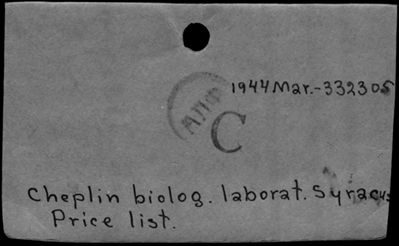 1944 Mar.-332305
C
Cheplin biolog. laborat. Syracus
Price list.